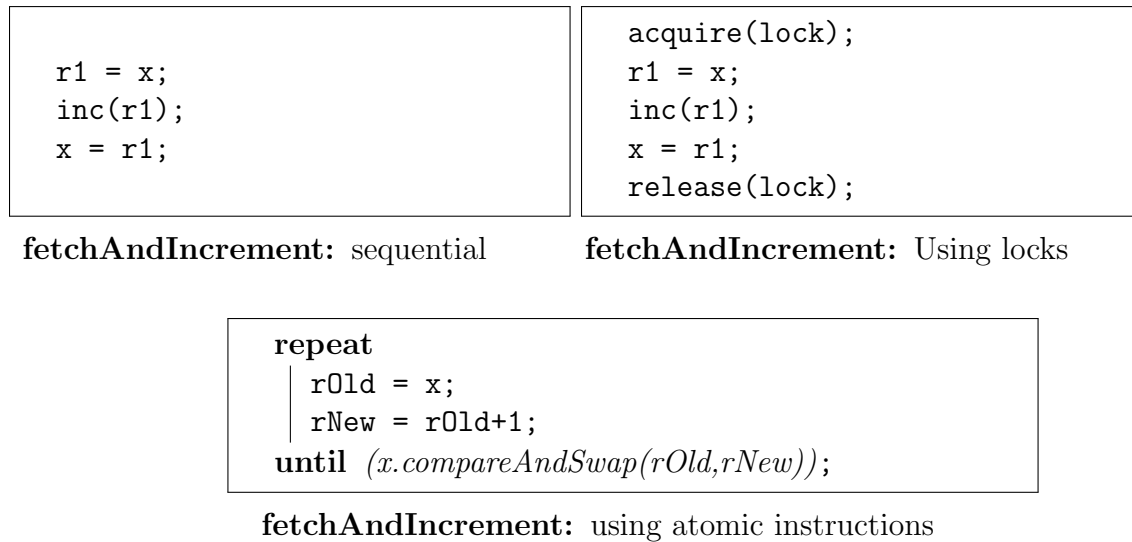 r1 = x;
inc(r1);
x = r1;
fetchAndIncrement: sequential
acquire(lock);
r1 = x;
inc(r1);
x = r1;
release(lock);
fetchAndIncrement: Using locks
repeat
rOld = x;
rNew = rOld+1;
until (x.compareAndSwap(rOld,rNew));
fetchAndIncrement: using atomic instructions